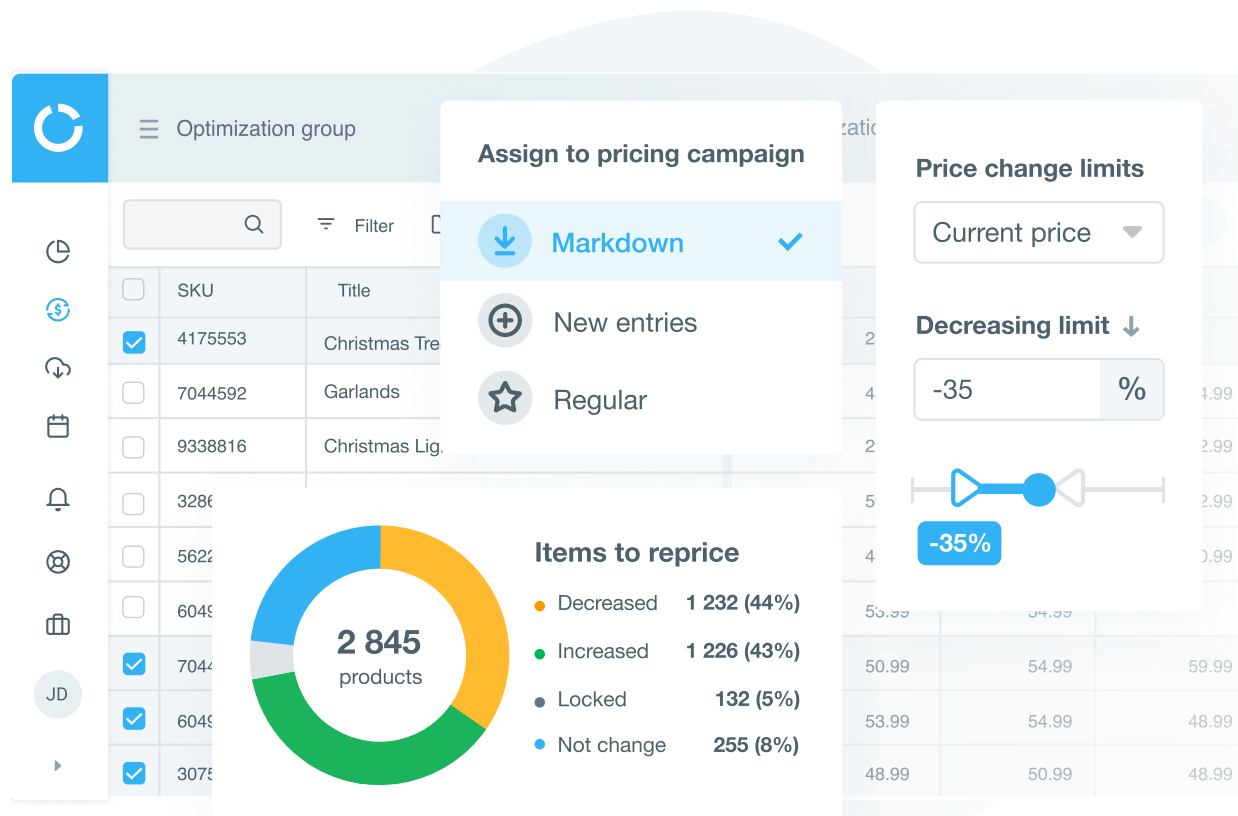 Optimization group
Filter
SKU
Title
4175553
Christmas Tre
7044592
Garlands
9338816
Christmas Lig
3286
5622
6049
7044
6049
3075
JD
Assign to pricing campaign
Markdown
New entries
Regular
Price change limits
Current price
Decreasing limit
-35 %
-35%
Items to reprice
2 845
products
Decreased 1 232 (44%)
Increased 1 226 (43%)
Locked 132 (5%)
Not change 255 (8%)
53.99 54.99
50.99 54.99 59.99
53.99 54.99 48.99
48.99 50.99 48.99